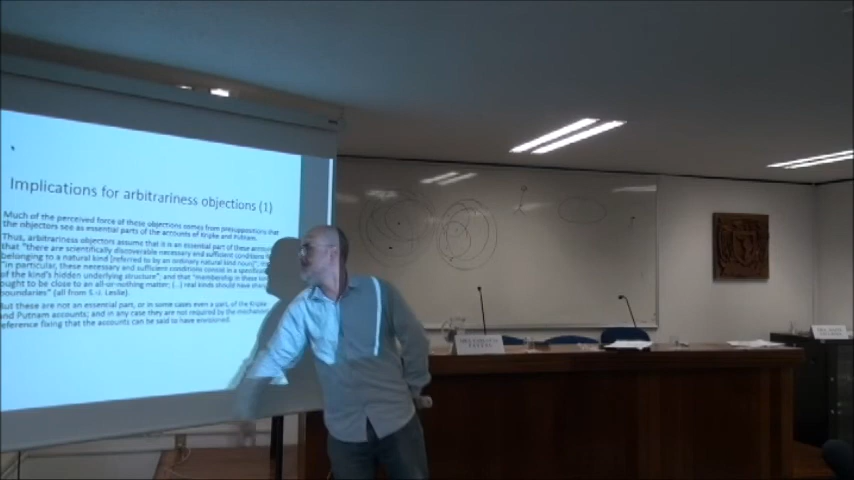 Implications for arbitrariness objections (1)
Much of the perceived force of these objections comes from presuppositions that
the objectors see as essential parts of the accounts of Kripke and Putnam.
Thus, arbitrariness objectors assume that it is an essential part of these
that "there are scientifically discoverable necessary and sufficient conditions
belonging to a natural kind [referred to by an ordinary natural kind noun]",
"in particular, these necessary and sufficient conditions consist in a
of the kind's hidden underlying structure", and that "membership in these
ought to be close to an all-or-nothing matter; (...) real kinds should have
boundaries" (all from S.-J. Leslie).
But these are not an essential part, or in some cases even a part, of the Kripke
and Putnam accounts; and in any case they are not required by the
reference fixing that the accounts can be said to have envisioned.